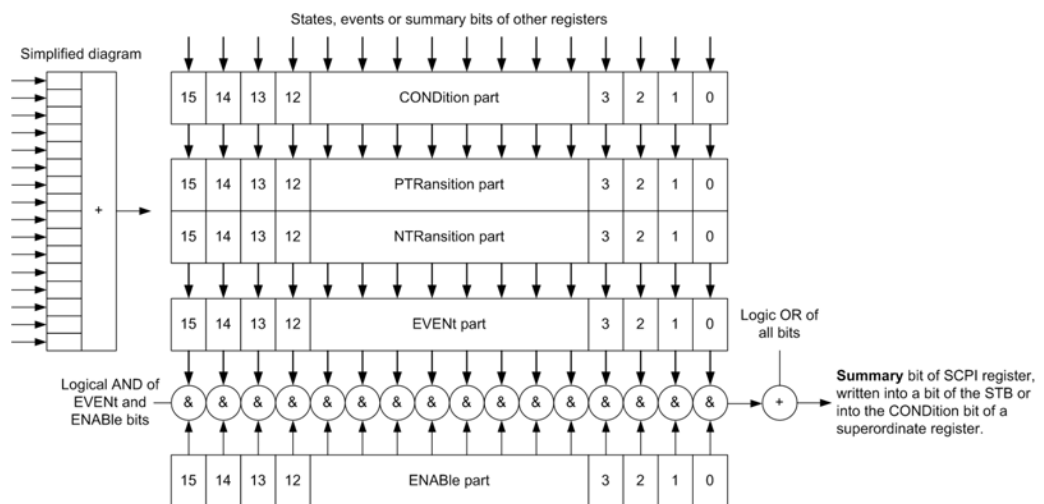 States, events or summary bits of other registers
Simplified diagram
15 14 13 12 CONDition part 3 2 1 0
15 14 13 12 PTRansition part 3 2 1 0
+
15 14 13 12 NTRansition part 3 2 1 0
15 14 13 12 EVENt part 3 2 1 0
Logic OR of
all bits
Logical AND of
EVENt and
ENABle bits
& & & & & & & & & & & & & & & &
+
Summary bit of SCPI register,
written into a bit of the STB or
into the CONDition bit of a
superordinate register.
15 14 13 12 ENABle part 3 2 1 0